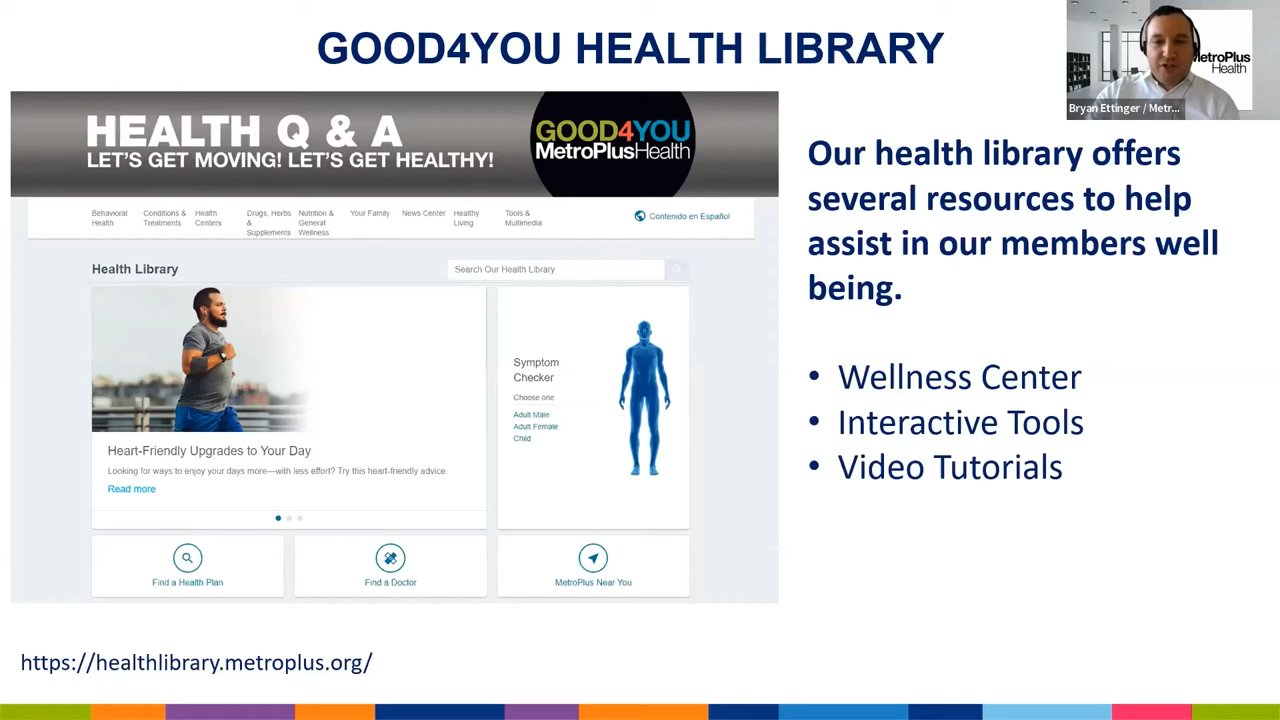 GOOD4YOU HEALTH LIBRARY
MetroPlus
Health
Bryan Ettinger / Metr...
HEALTH Q & A
LET'S GET MOVING! LET'S GET HEALTHY!
GOOD4YOU
MetroPlusHealth
Behavioral
Health
Conditions &
Treatments
Health
Centers
Drugs, Herbs
&
Supplements
Nutrition &
General
Wellness
Your Family
News Center
Healthy
Living
Tools &
Multimedia
Contenido en Español
Health Library
Search Our Health Library
Symptom
Checker
Choose one
Adult Male
Adult Female
Child
Heart-Friendly Upgrades to Your Day
Looking for ways to enjoy your days more—with less effort? Try this heart-friendly advice.
Read more
Find a Health Plan
Find a Doctor
MetroPlus Near You
Our health library offers
several resources to help
assist in our members well
being.
• Wellness Center
• Interactive Tools
• Video Tutorials
https://healthlibrary.metroplus.org/